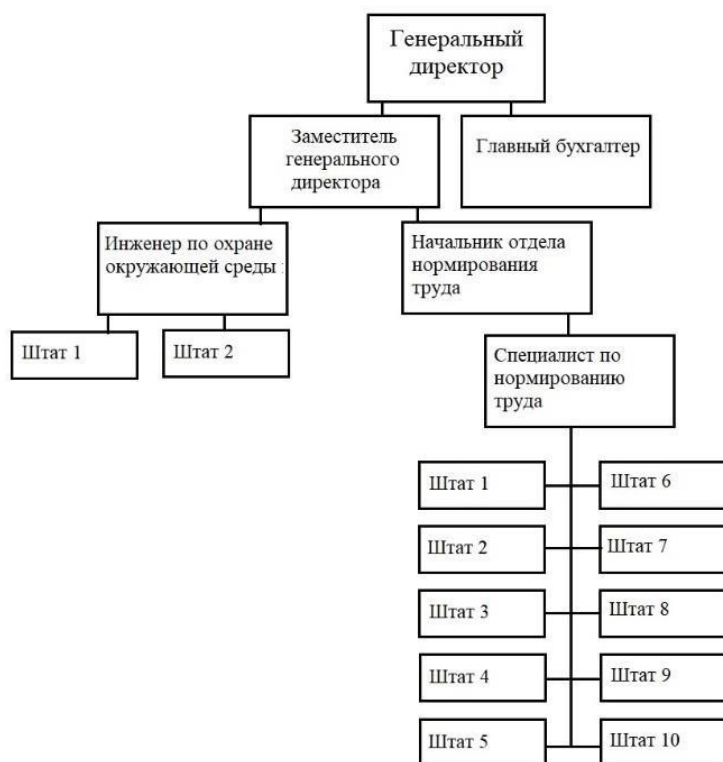 Генеральный
директор
Заместитель
генерального
директора
Главный бухгалтер
Инженер по охране
окружающей среды :
Начальник отдела
нормирования
труда
Штат 1
Штат 2
Специалист по
нормированию
труда
Штат 1
Штат 6
Штат 2
Штат 7
Штат 3
Штат 8
Штат 4
Штат 9
Штат 5
Штат 10